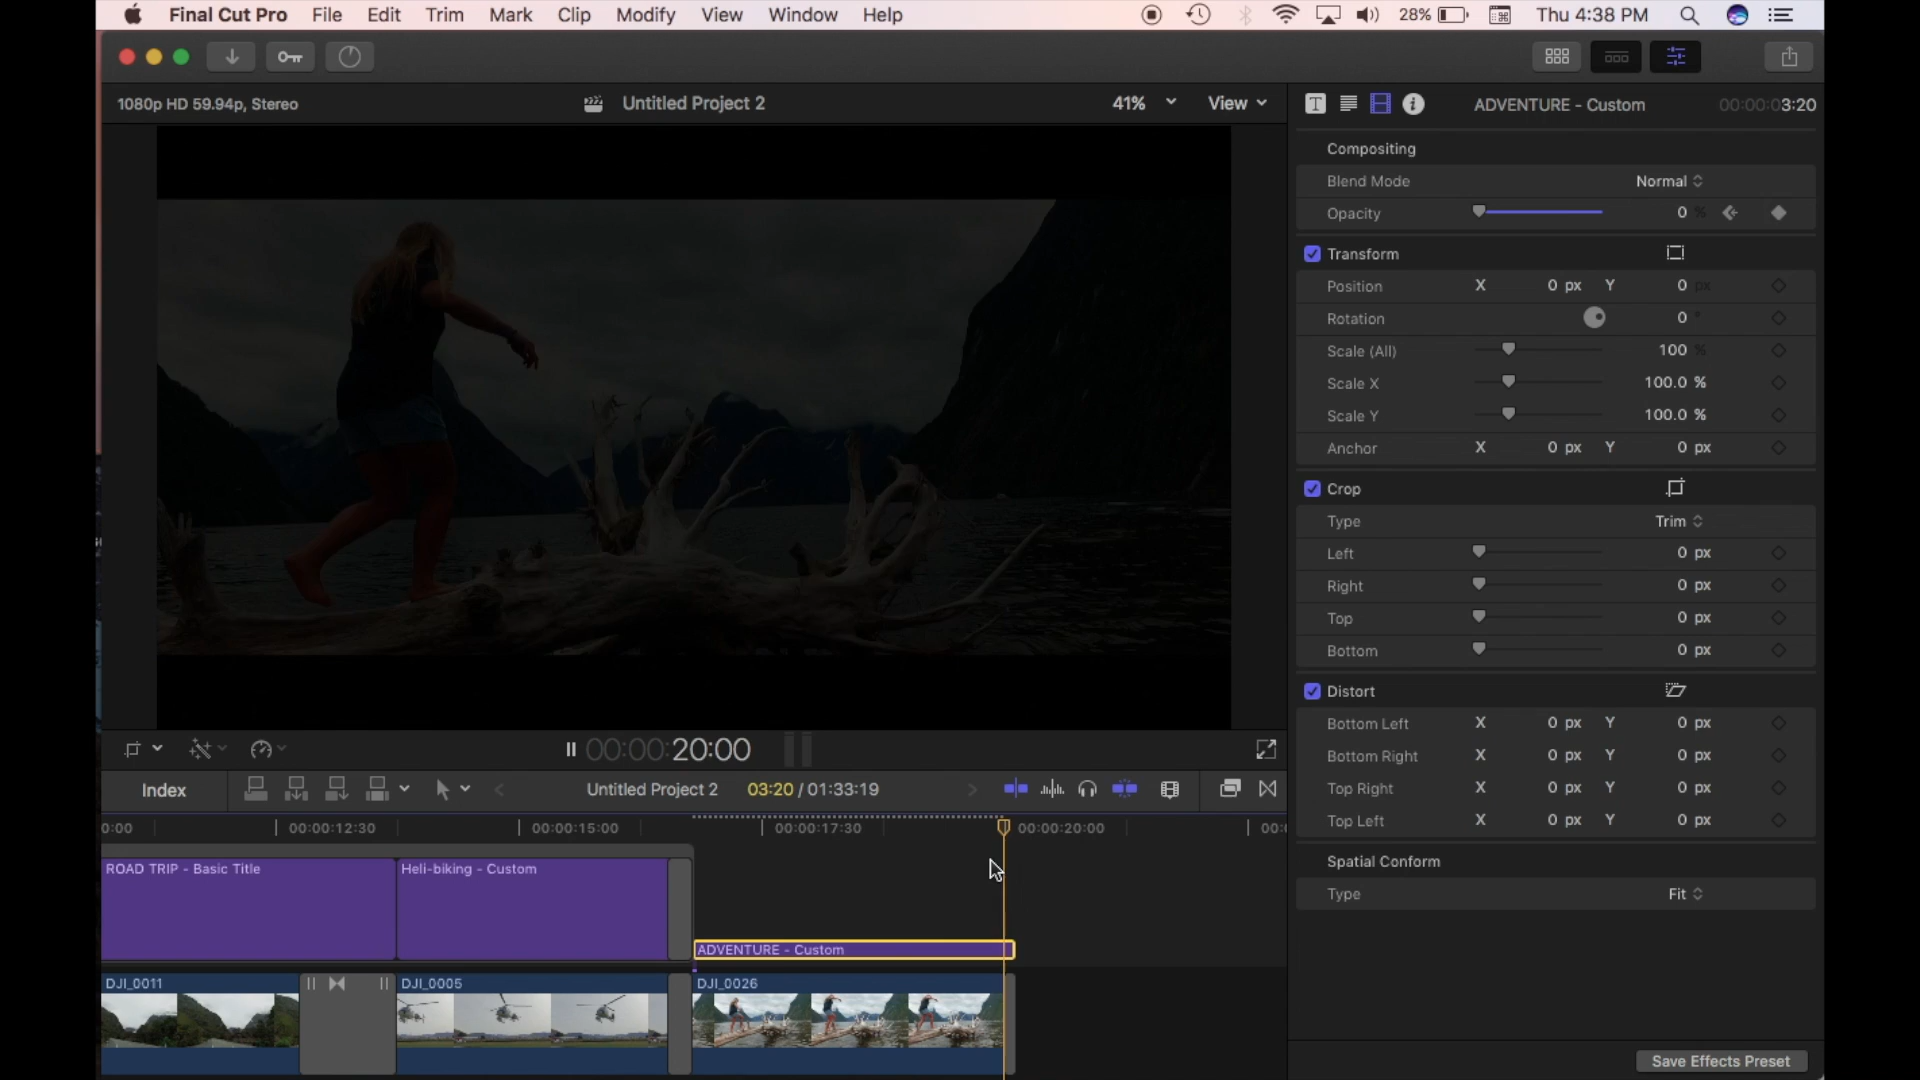 Final Cut Pro File Edit Trim Mark Clip Modify View Window Help 28% Thu 4:38 PM
1080p HD 59.94p, Stereo Untitled Project 2 41% View
ADVENTURE - Custom 00:00:03:20
Compositing
Blend Mode Normal
Opacity 0 %
Transform
Position X 0 px Y 0 px
Rotation 0 °
Scale (All) 100 %
Scale X 100.0 %
Scale Y 100.0 %
Anchor X 0 px Y 0 px
Crop
Type Trim
Left 0 px
Right 0 px
Top 0 px
Bottom 0 px
Distort
Bottom Left X 0 px Y 0 px
Bottom Right X 0 px Y 0 px
Top Right X 0 px Y 0 px
Top Left X 0 px Y 0 px
Spatial Conform
Type Fit
Save Effects Preset
00:00:20:00
Index Untitled Project 2 03:20 / 01:33:19
0:00 00:00:12:30 00:00:15:00 00:00:17:30 00:00:20:00 00:
ROAD TRIP - Basic Title Heli-biking - Custom
ADVENTURE - Custom
DJI_0011 DJI_0005 DJI_0026